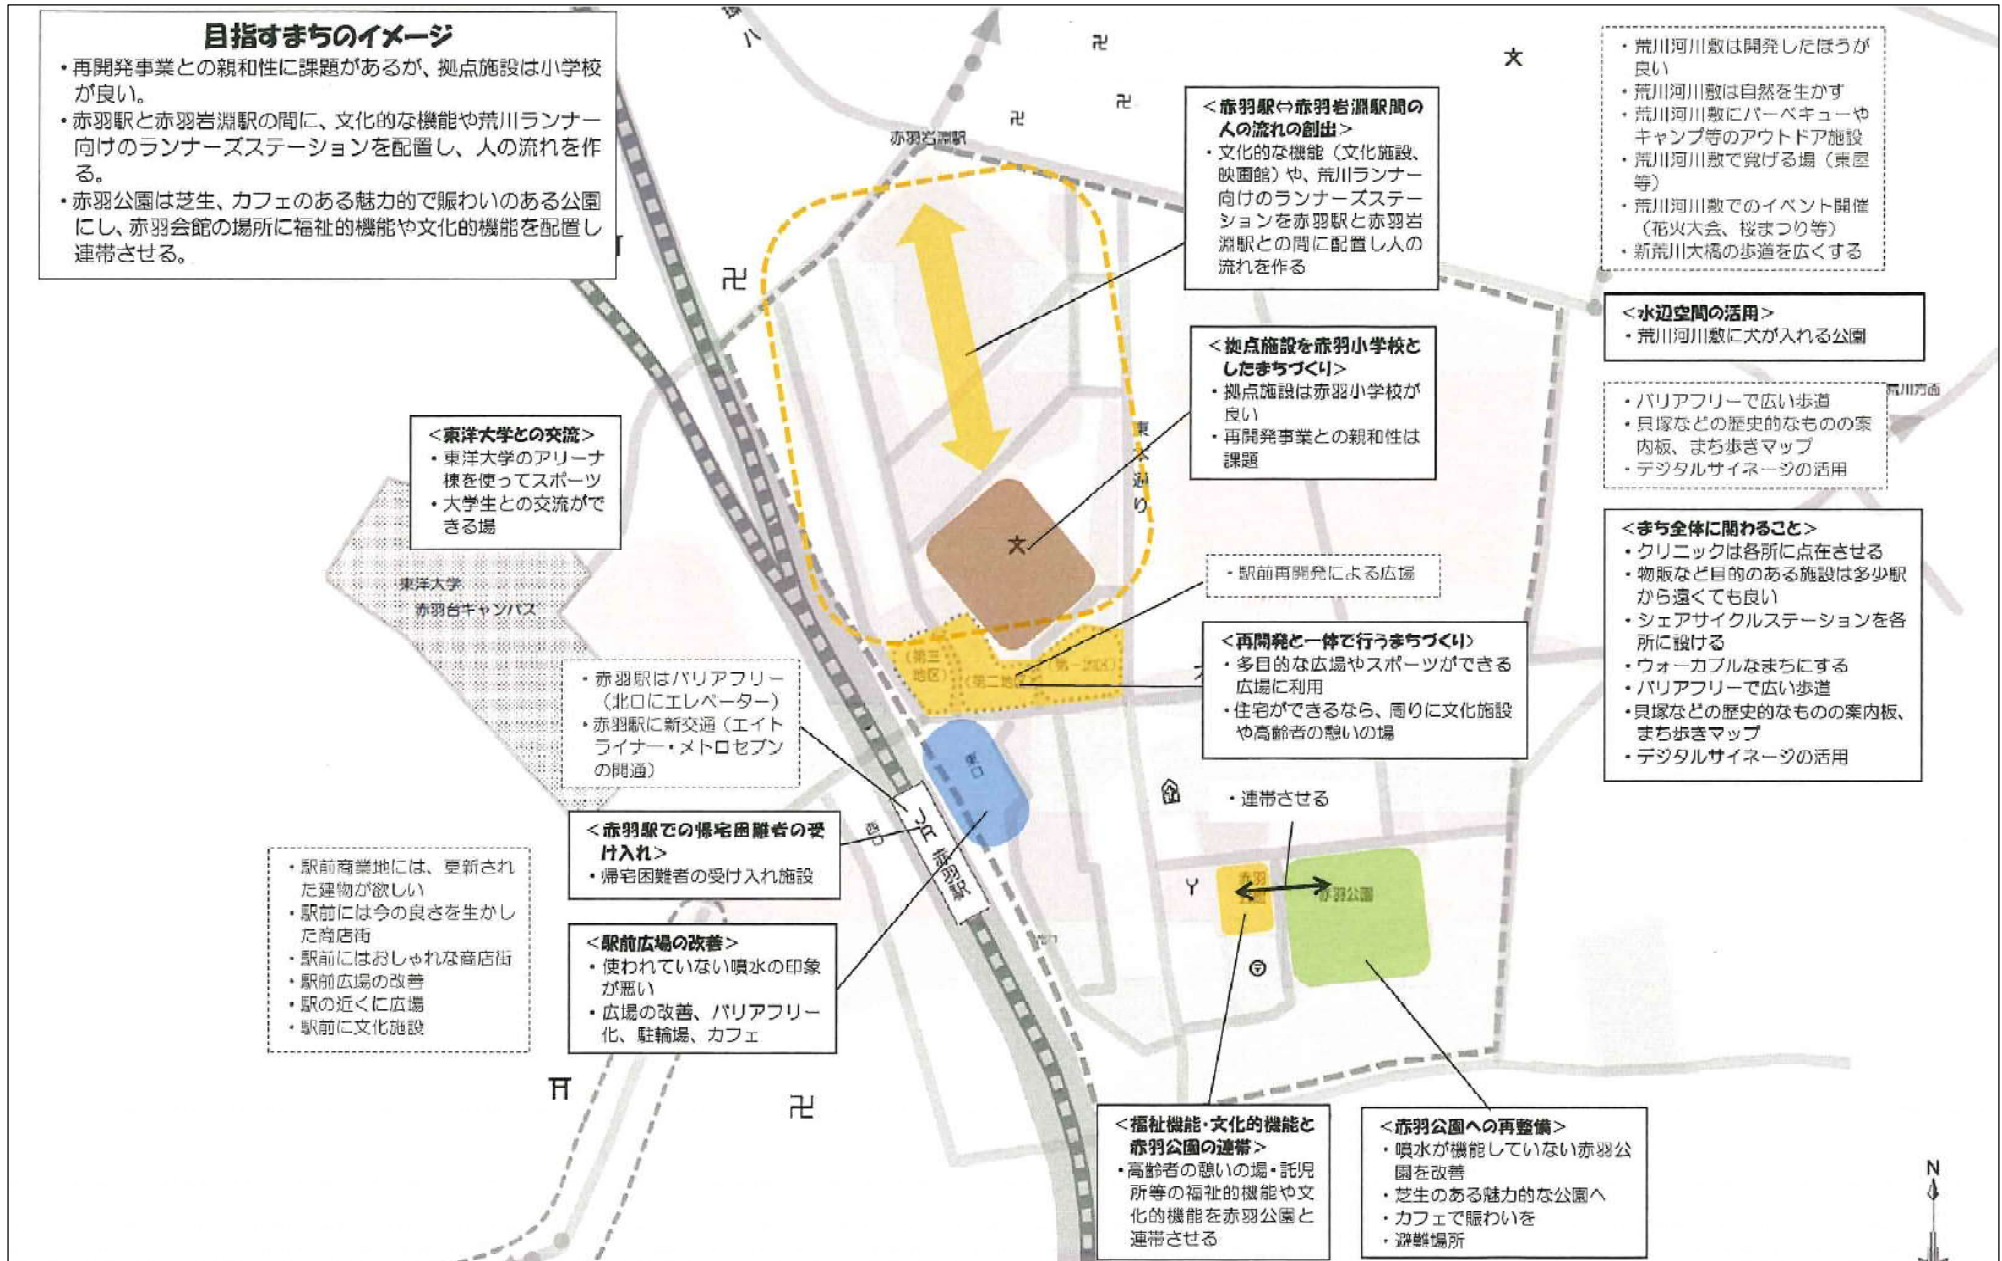 目指すまちのイメージ
・再開発事業との親和性に課題があるが、拠点施設は小学校
が良い。
・赤羽駅と赤羽岩淵駅の間に、文化的な機能や荒川ランナー
向けのランナーズステーションを配置し、人の流れを作
る。
・赤羽公園は芝生、カフェのある魅力的で賑わいのある公園
にし、赤羽会館の場所に福祉的機能や文化的機能を配置し
連帯させる。
赤羽岩淵駅
＜赤羽駅⇔赤羽岩淵駅間の
人の流れの創出＞
・文化的な機能（文化施設、
映画館）や、荒川ランナー
向けのランナーズステー
ションを赤羽駅と赤羽岩
淵駅との間に配置し人の
流れを作る
・荒川河川敷は開発したほうが
良い
・荒川河川敷は自然を生かす
・荒川河川敷にバーベキューや
キャンプ等のアウトドア施設
・荒川河川敷で寛げる場（東屋
等）
・荒川河川敷でのイベント開催
（花火大会、桜まつり等）
・新荒川大橋の歩道を広くする
＜水辺空間の活用＞
・荒川河川敷に犬が入れる公園
荒川方面
・バリアフリーで広い歩道
・貝塚などの歴史的なものの案
内板、まち歩きマップ
・デジタルサイネージの活用
＜拠点施設を赤羽小学校と
したまちづくり＞
・拠点施設は赤羽小学校が
良い
・再開発事業との親和性は
課題
東本通り
＜東洋大学との交流＞
・東洋大学のアリーナ
棟を使ってスポーツ
・大学生との交流がで
きる場
東洋大学
赤羽台キャンパス
文
＜まち全体に関わること＞
・クリニックは各所に点在させる
・物販など目的のある施設は多少駅
から遠くても良い
・シェアサイクルステーションを各
所に設ける
・ウォーカブルなまちにする
・バリアフリーで広い歩道
・貝塚などの歴史的なものの案内板、
まち歩きマップ
・デジタルサイネージの活用
・駅前再開発による広場
＜再開発と一体で行うまちづくり＞
・多目的な広場やスポーツができる
広場に利用
・住宅ができるなら、周りに文化施設
や高齢者の憩いの場
（第三
地区）
（第二地区）
（第一地区）
・赤羽駅はバリアフリー
（北口にエレベーター）
・赤羽駅に新交通（エイト
ライナー・メトロセブン
の開通）
東口
西口
JR 赤羽駅
＜赤羽駅での帰宅困難者の受
け入れ＞
・帰宅困難者の受け入れ施設
・連帯させる
赤羽
会館
赤羽公園
・駅前商業地には、更新され
た建物が欲しい
・駅前には今の良さを生かし
た商店街
・駅前にはおしゃれな商店街
・駅前広場の改善
・駅の近くに広場
・駅前に文化施設
＜駅前広場の改善＞
・使われていない噴水の印象
が悪い
・広場の改善、バリアフリー
化、駐輪場、カフェ
＜福祉機能・文化的機能と
赤羽公園の連帯＞
・高齢者の憩いの場・託児
所等の福祉的機能や文
化的機能を赤羽公園と
連帯させる
＜赤羽公園への再整備＞
・噴水が機能していない赤羽公
園を改善
・芝生のある魅力的な公園へ
・カフェで賑わいを
・避難場所
N